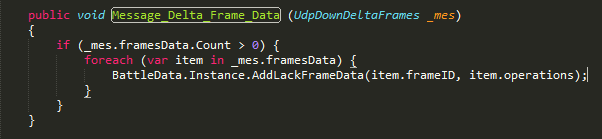 public void Message_Delta_Frame_Data (UdpDownDeltaFrames _mes)
{
if (_mes.framesData.Count > 0) {
foreach (var item in _mes.framesData) {
BattleData.Instance.AddLackFrameData(item.frameID, item.operations);
}
}
}